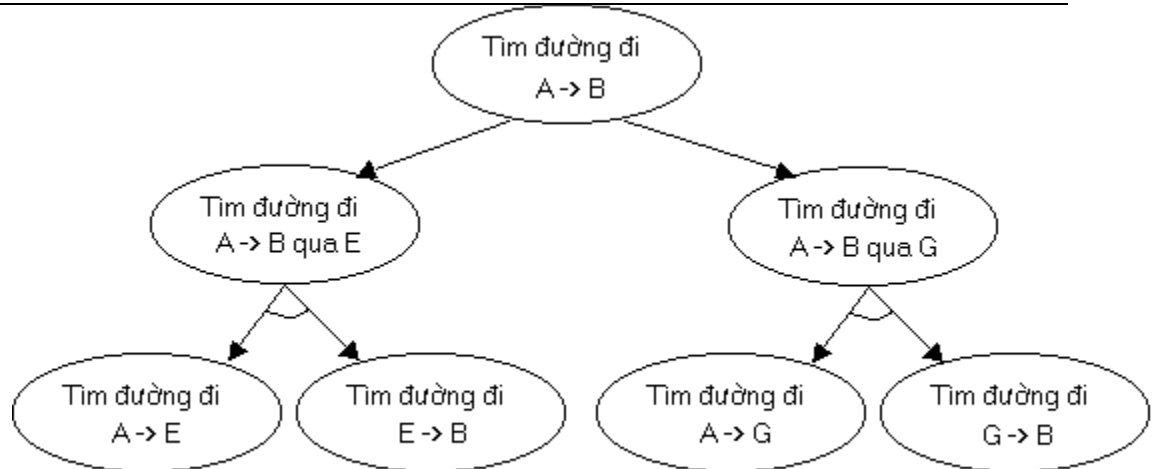 Tìm đường đi
A -> B
Tìm đường đi
A -> B qua E
Tìm đường đi
A -> B qua G
Tìm đường đi
A -> E
Tìm đường đi
E -> B
Tìm đường đi
A -> G
Tìm đường đi
G -> B